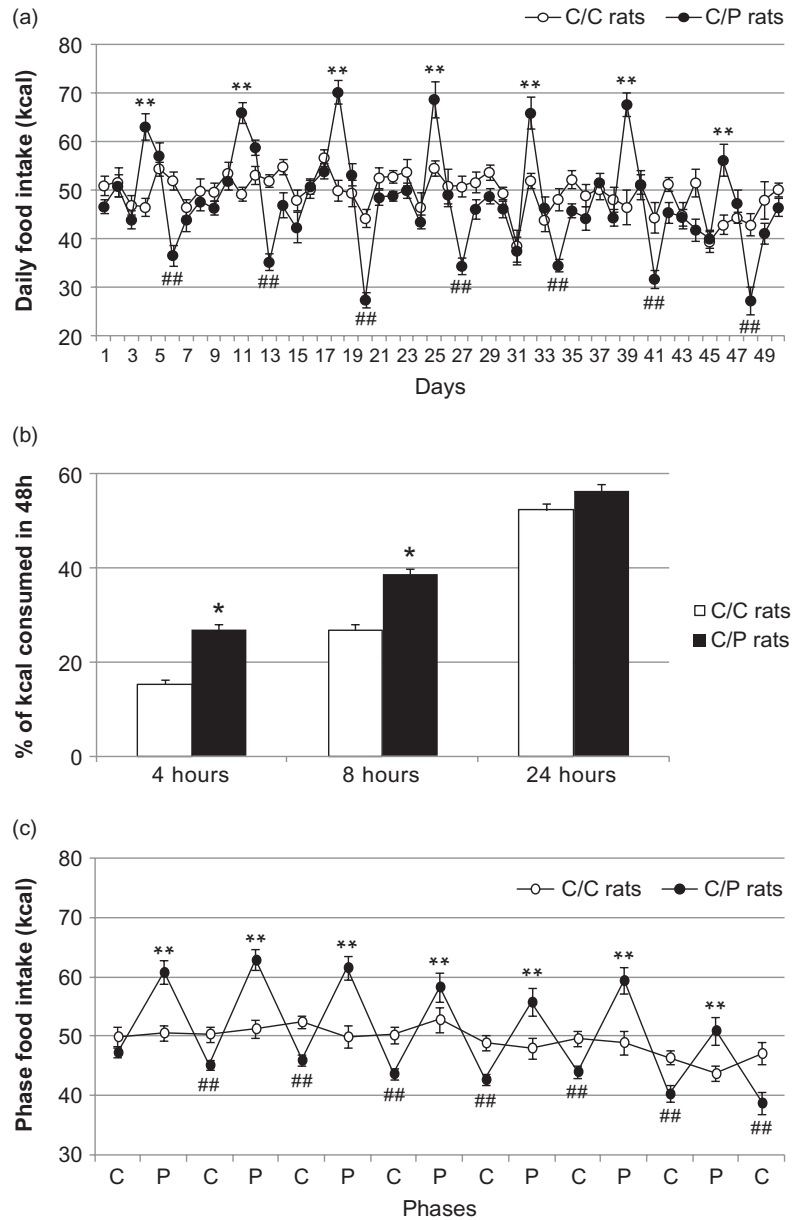 (a)
C/C rats C/P rats
Daily food intake (kcal)
80
70
60
50
40
30
20
** ** ** ** ** ** **
## ## ## ## ## ## ##
1 3 5 7 9 11 13 15 17 19 21 23 25 27 29 31 33 35 37 39 41 43 45 47 49
Days
(b)
% of kcal consumed in 48h
60
40
20
0
* *
4 hours 8 hours 24 hours
C/C rats
C/P rats
(c)
Phase food intake (kcal)
80
70
60
50
40
30
C/C rats C/P rats
** ** ** ** ** ** **
## ## ## ## ## ## ##
C P C P C P C P C P C P C P C
Phases